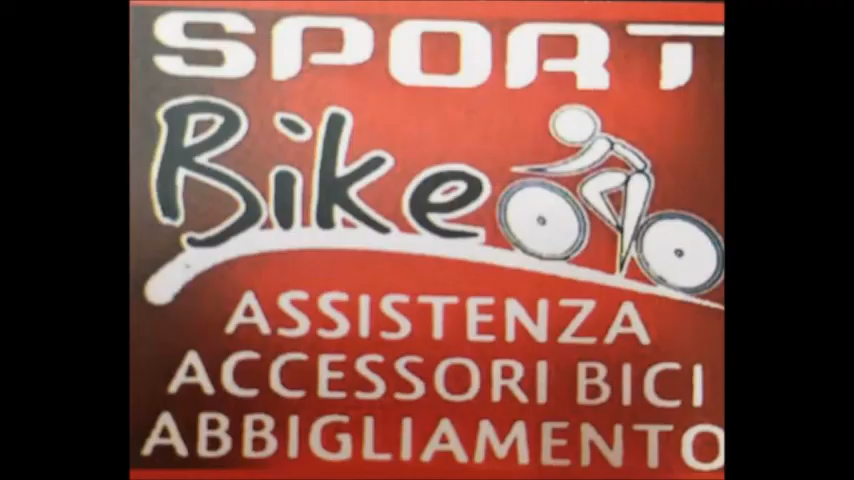 SPORT
Bike
ASSISTENZA
ACCESSORI BICI
ABBIGLIAMENTO